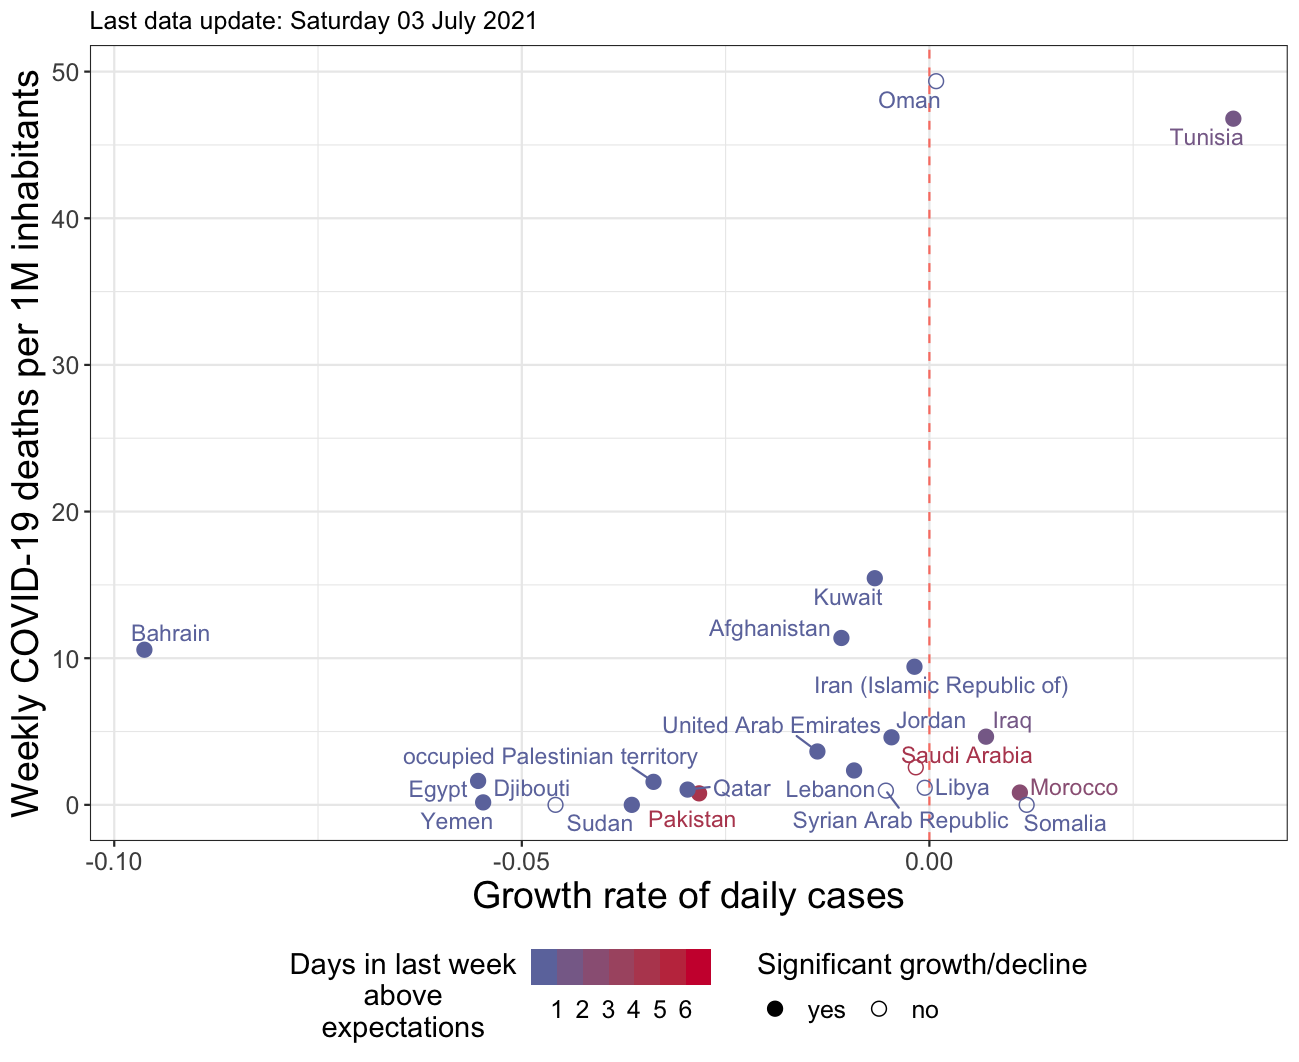 Last data update: Saturday 03 July 2021
Weekly COVID-19 deaths per 1M inhabitants
50
40
30
20
10
0
Oman
Tunisia
Kuwait
Afghanistan
Bahrain
Iran (Islamic Republic of)
United Arab Emirates
Jordan
Iraq
occupied Palestinian territory
Saudi Arabia
Egypt
Djibouti
Qatar
Lebanon
Libya
Morocco
Yemen
Sudan
Pakistan
Syrian Arab Republic
Somalia
-0.10
-0.05
0.00
Growth rate of daily cases
Days in last week
above
expectations
1 2 3 4 5 6
Significant growth/decline
yes
no